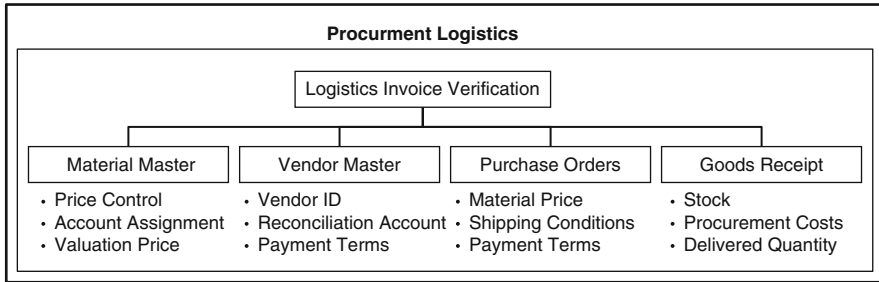 Procurment Logistics
Logistics Invoice Verification
Material Master
Vendor Master
Purchase Orders
Goods Receipt
• Price Control
• Account Assignment
• Valuation Price
• Vendor ID
• Reconciliation Account
• Payment Terms
• Material Price
• Shipping Conditions
• Payment Terms
• Stock
• Procurement Costs
• Delivered Quantity